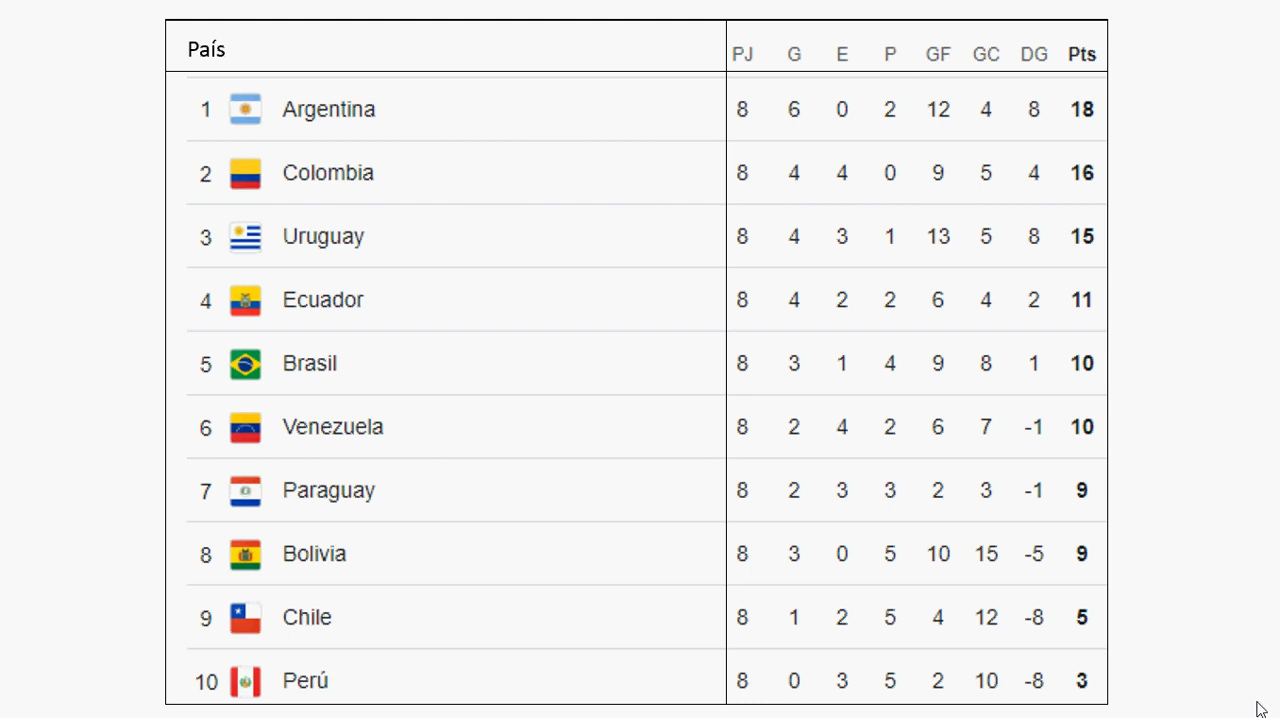 País PJ G E P GF GC DG Pts
1 Argentina 8 6 0 2 12 4 8 18
2 Colombia 8 4 4 0 9 5 4 16
3 Uruguay 8 4 3 1 13 5 8 15
4 Ecuador 8 4 2 2 6 4 2 11
5 Brasil 8 3 1 4 9 8 1 10
6 Venezuela 8 2 4 2 6 7 -1 10
7 Paraguay 8 2 3 3 2 3 -1 9
8 Bolivia 8 3 0 5 10 15 -5 9
9 Chile 8 1 2 5 4 12 -8 5
10 Perú 8 0 3 5 2 10 -8 3